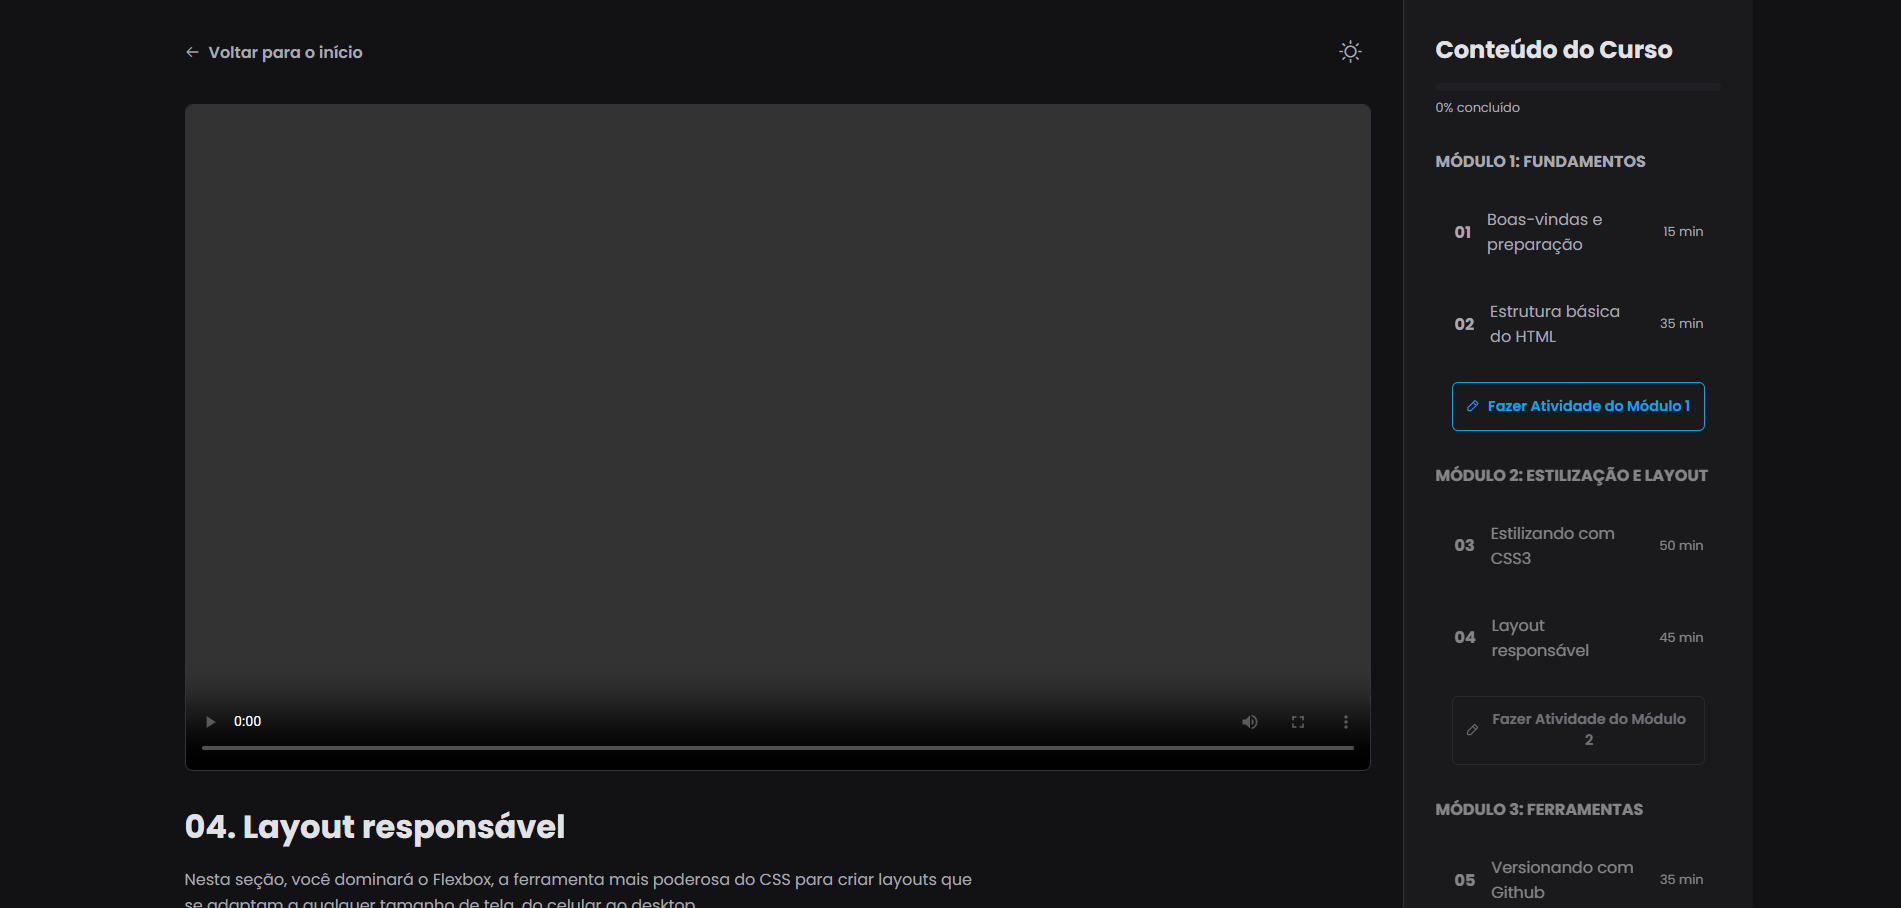 Voltar para o início
0:00
04. Layout responsável
Nesta seção, você dominará o Flexbox, a ferramenta mais poderosa do CSS para criar layouts que
se adaptam a qualquer tamanho de tela, do celular ao desktop.
Conteúdo do Curso
0% concluído
MÓDULO 1: FUNDAMENTOS
01 Boas-vindas e
preparação 15 min
02 Estrutura básica
do HTML 35 min
Fazer Atividade do Módulo 1
MÓDULO 2: ESTILIZAÇÃO E LAYOUT
03 Estilizando com
CSS3 50 min
04 Layout
responsável 45 min
Fazer Atividade do Módulo
2
MÓDULO 3: FERRAMENTAS
05 Versionando com
Github 35 min